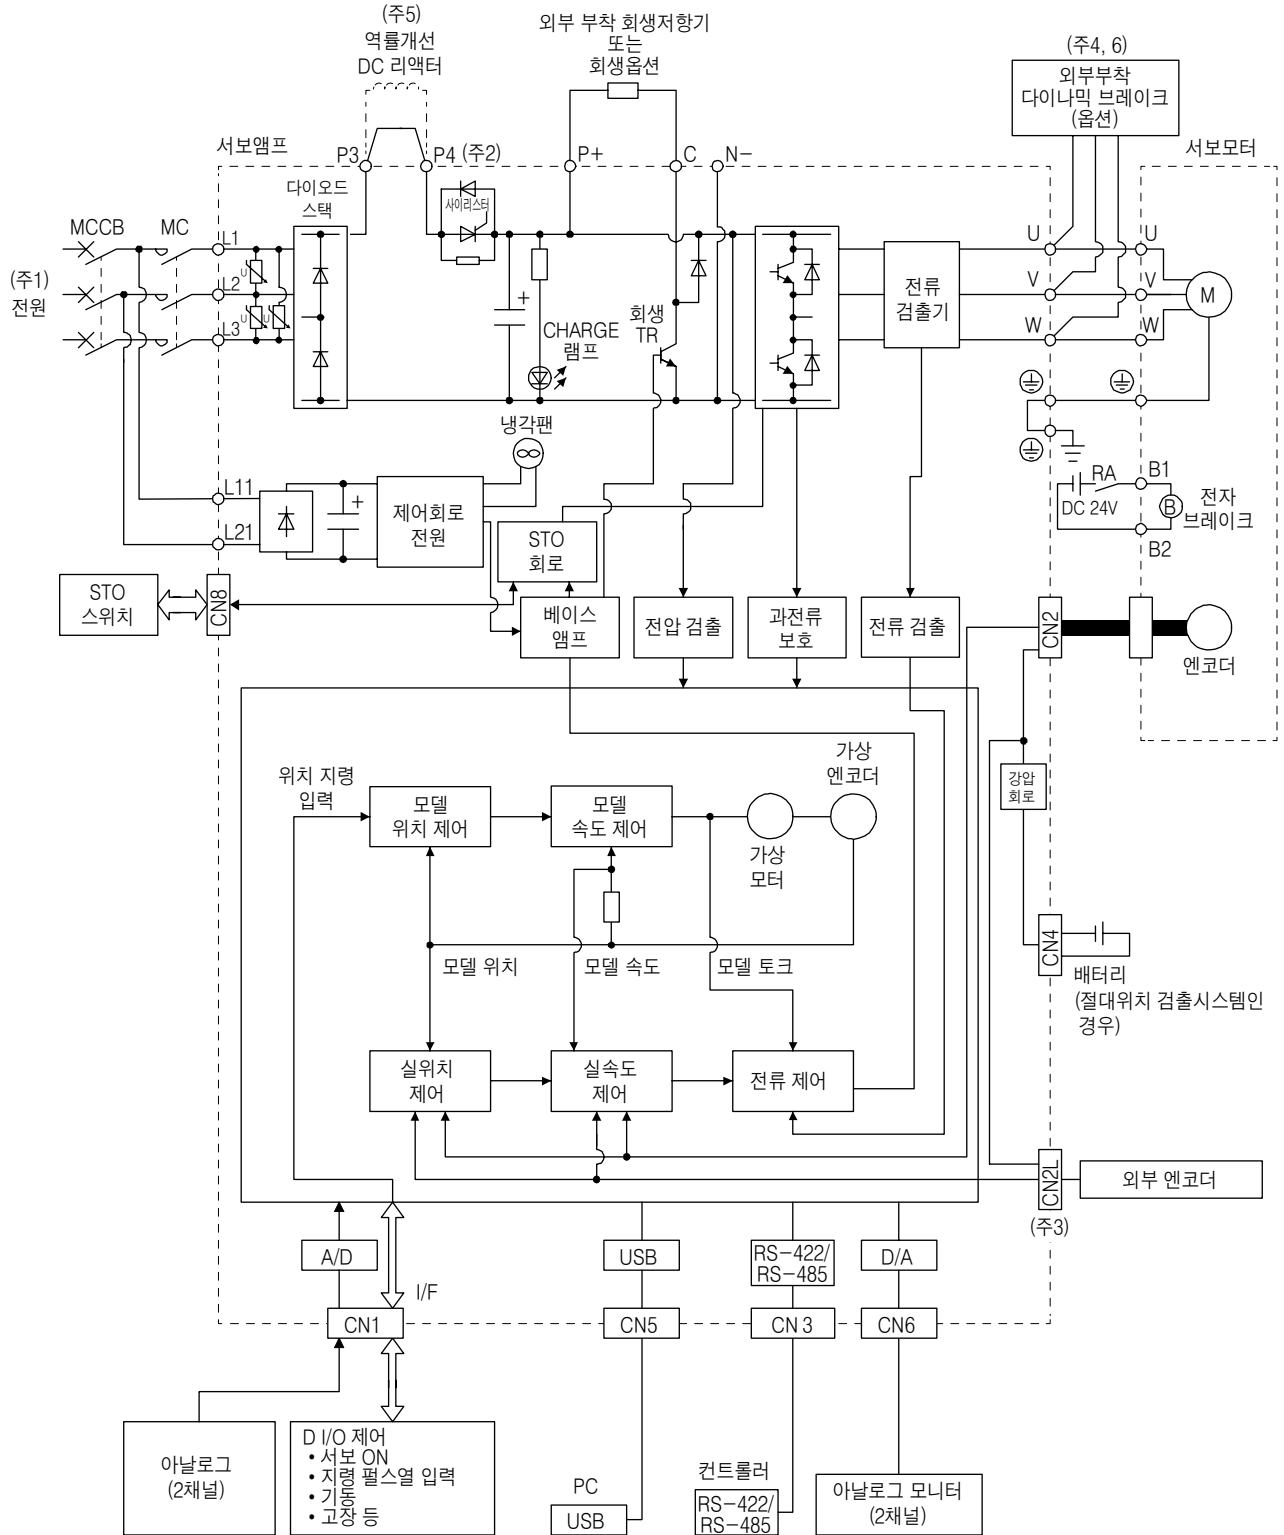 (주5)
역률개선
DC 리액터
외부 부착 회생저항기
또는
회생옵션
(주4, 6)
외부부착
다이나믹 브레이크
(옵션)
서보앰프
P3
P4 (주2)
P+
C
N-
서보모터
다이오드
스택
사이리스터
MCCB
MC
L1
L2
L3
U
U
U
(주1)
전원
+
CHARGE
램프
회생
TR
전류
검출기
U
V
W
U
V
W
M
냉각팬
L11
L21
+
제어회로
전원
STO
회로
RA
DC 24V
B1
B
B2
전자
브레이크
STO
스위치
CN8
베이스
앰프
전압 검출
과전류
보호
전류 검출
CN2
엔코더
위치 지령
입력
모델
위치 제어
모델
속도 제어
가상
모터
가상
엔코더
강압
회로
모델 위치
모델 속도
모델 토크
CN4
배터리
(절대위치 검출시스템인
경우)
실위치
제어
실속도
제어
전류 제어
CN2L
(주3)
외부 엔코더
A/D
I/F
USB
RS-422/
RS-485
D/A
CN1
CN5
CN 3
CN6
아날로그
(2채널)
D I/O 제어
• 서보 ON
• 지령 펄스열 입력
• 기동
• 고장 등
PC
USB
컨트롤러
RS-422/
RS-485
아날로그 모니터
(2채널)